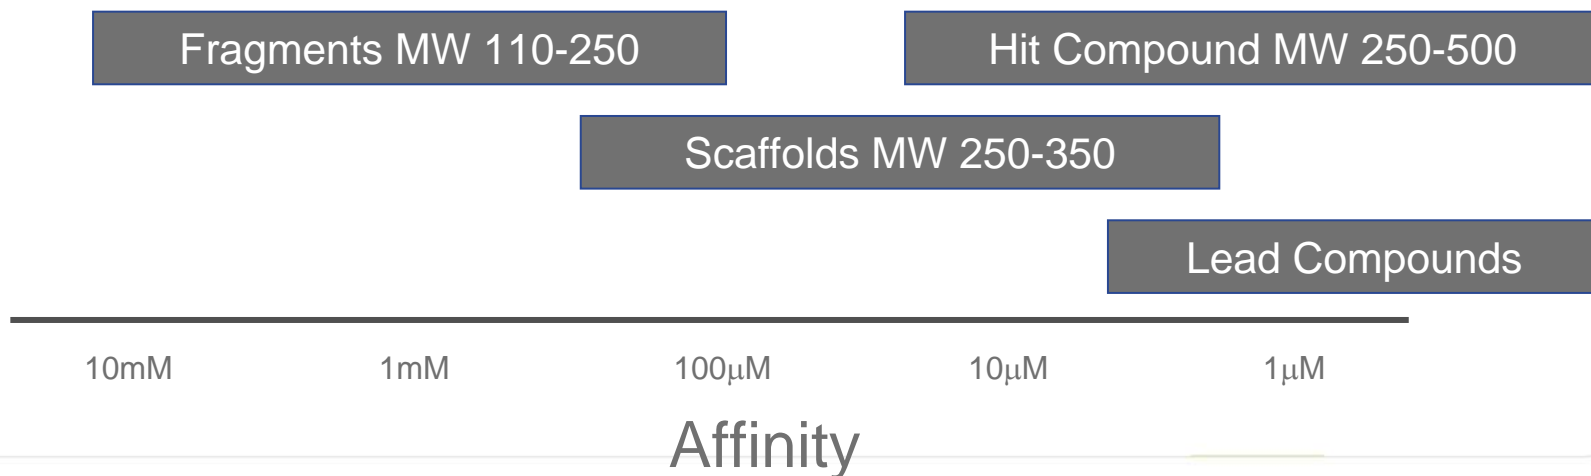 Fragments MW 110-250
Hit Compound MW 250-500
Scaffolds MW 250-350
Lead Compounds
10mM
1mM
100μM
10μM
1μM
Affinity